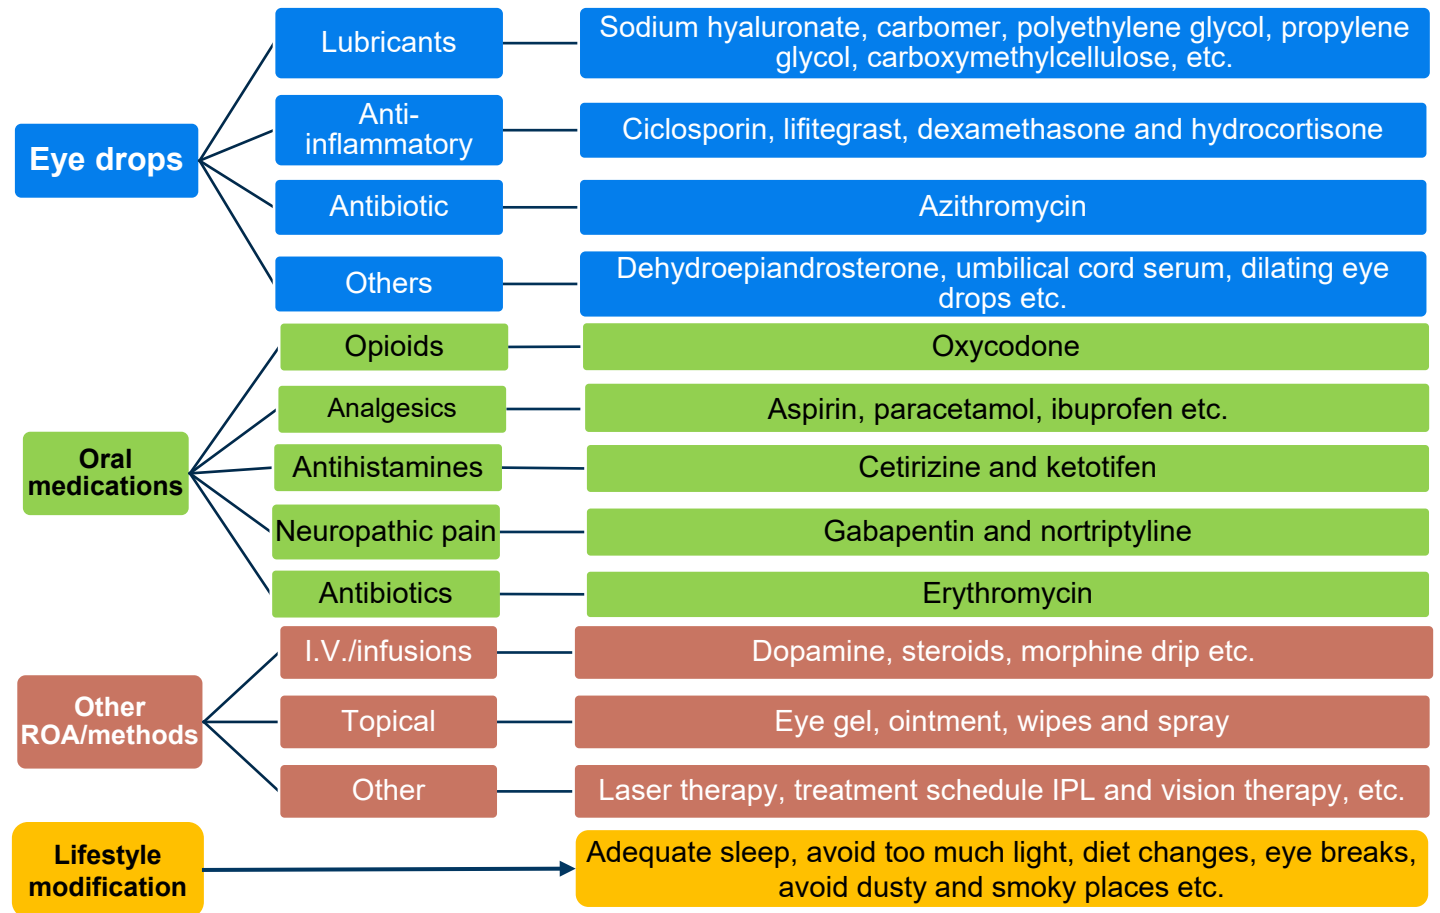 Eye drops
Lubricants
Sodium hyaluronate, carbomer, polyethylene glycol, propylene
glycol, carboxymethylcellulose, etc.
Anti-
inflammatory
Ciclosporin, lifitegrast, dexamethasone and hydrocortisone
Antibiotic
Azithromycin
Others
Dehydroepiandrosterone, umbilical cord serum, dilating eye
drops etc.
Oral
medications
Opioids
Oxycodone
Analgesics
Aspirin, paracetamol, ibuprofen etc.
Antihistamines
Cetirizine and ketotifen
Neuropathic pain
Gabapentin and nortriptyline
Antibiotics
Erythromycin
Other
ROA/methods
I.V./infusions
Dopamine, steroids, morphine drip etc.
Topical
Eye gel, ointment, wipes and spray
Other
Laser therapy, treatment schedule IPL and vision therapy, etc.
Lifestyle
modification
Adequate sleep, avoid too much light, diet changes, eye breaks,
avoid dusty and smoky places etc.